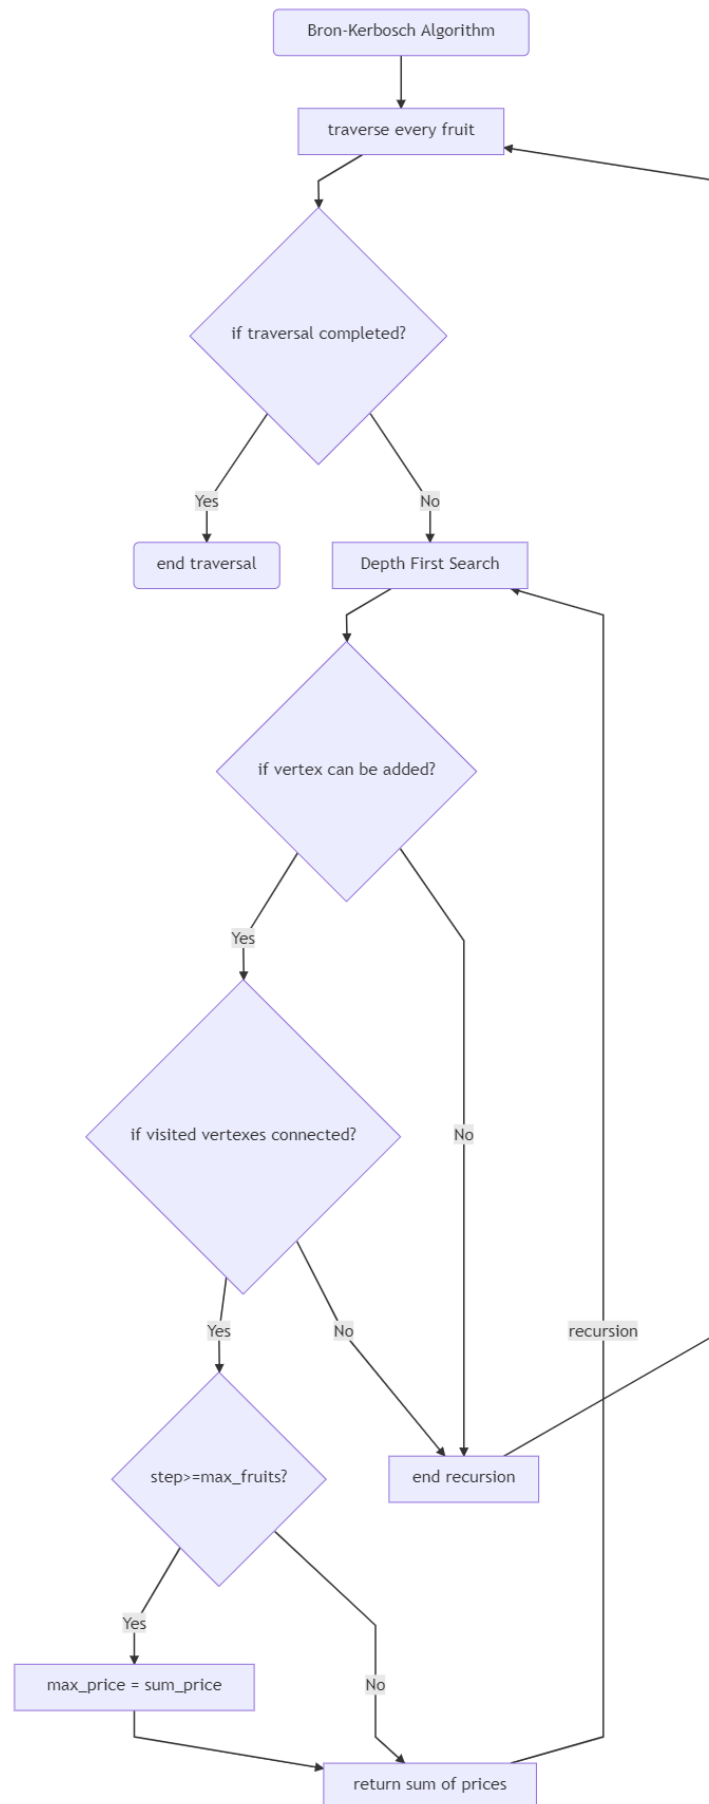 Bron-Kerbosch Algorithm
traverse every fruit
if traversal completed?
Yes
No
end traversal
Depth First Search
if vertex can be added?
Yes
if visited vertexes connected?
No
Yes
No
recursion
step>=max_fruits?
end recursion
Yes
max_price = sum_price
No
return sum of prices